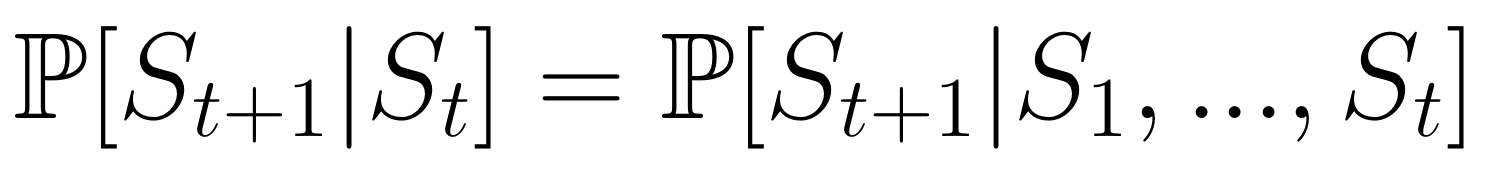 ℙ[S_{t+1}|S_t] = ℙ[S_{t+1}|S_1, ..., S_t]